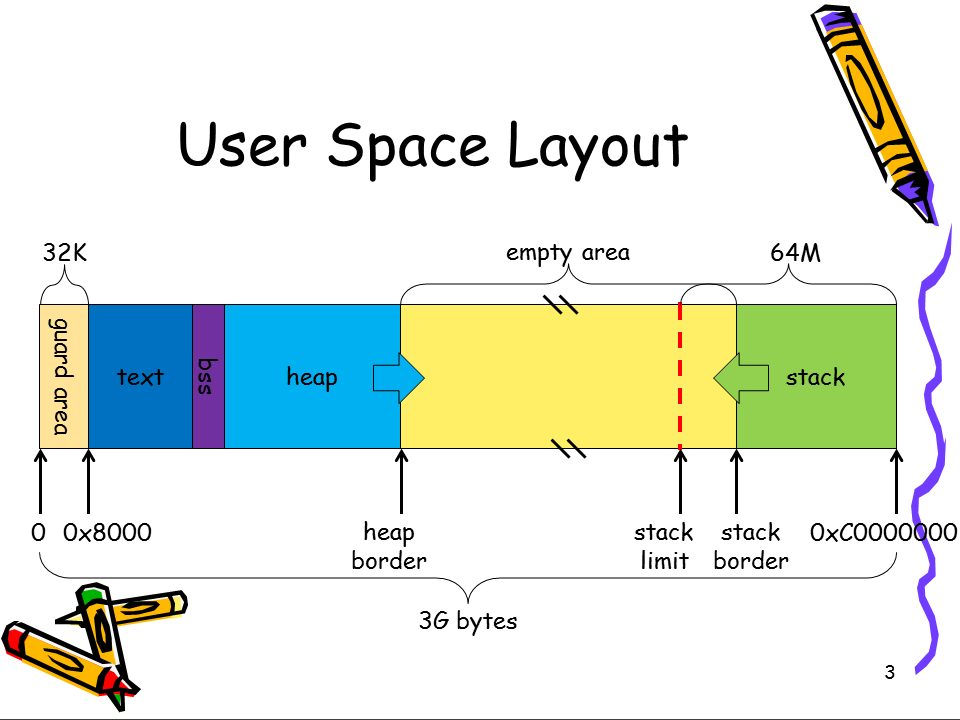 User Space Layout
32K
empty area
64M
guard area
text
bss
heap
stack
0
0x8000
heap
border
stack
limit
stack
border
0xC0000000
3G bytes
3